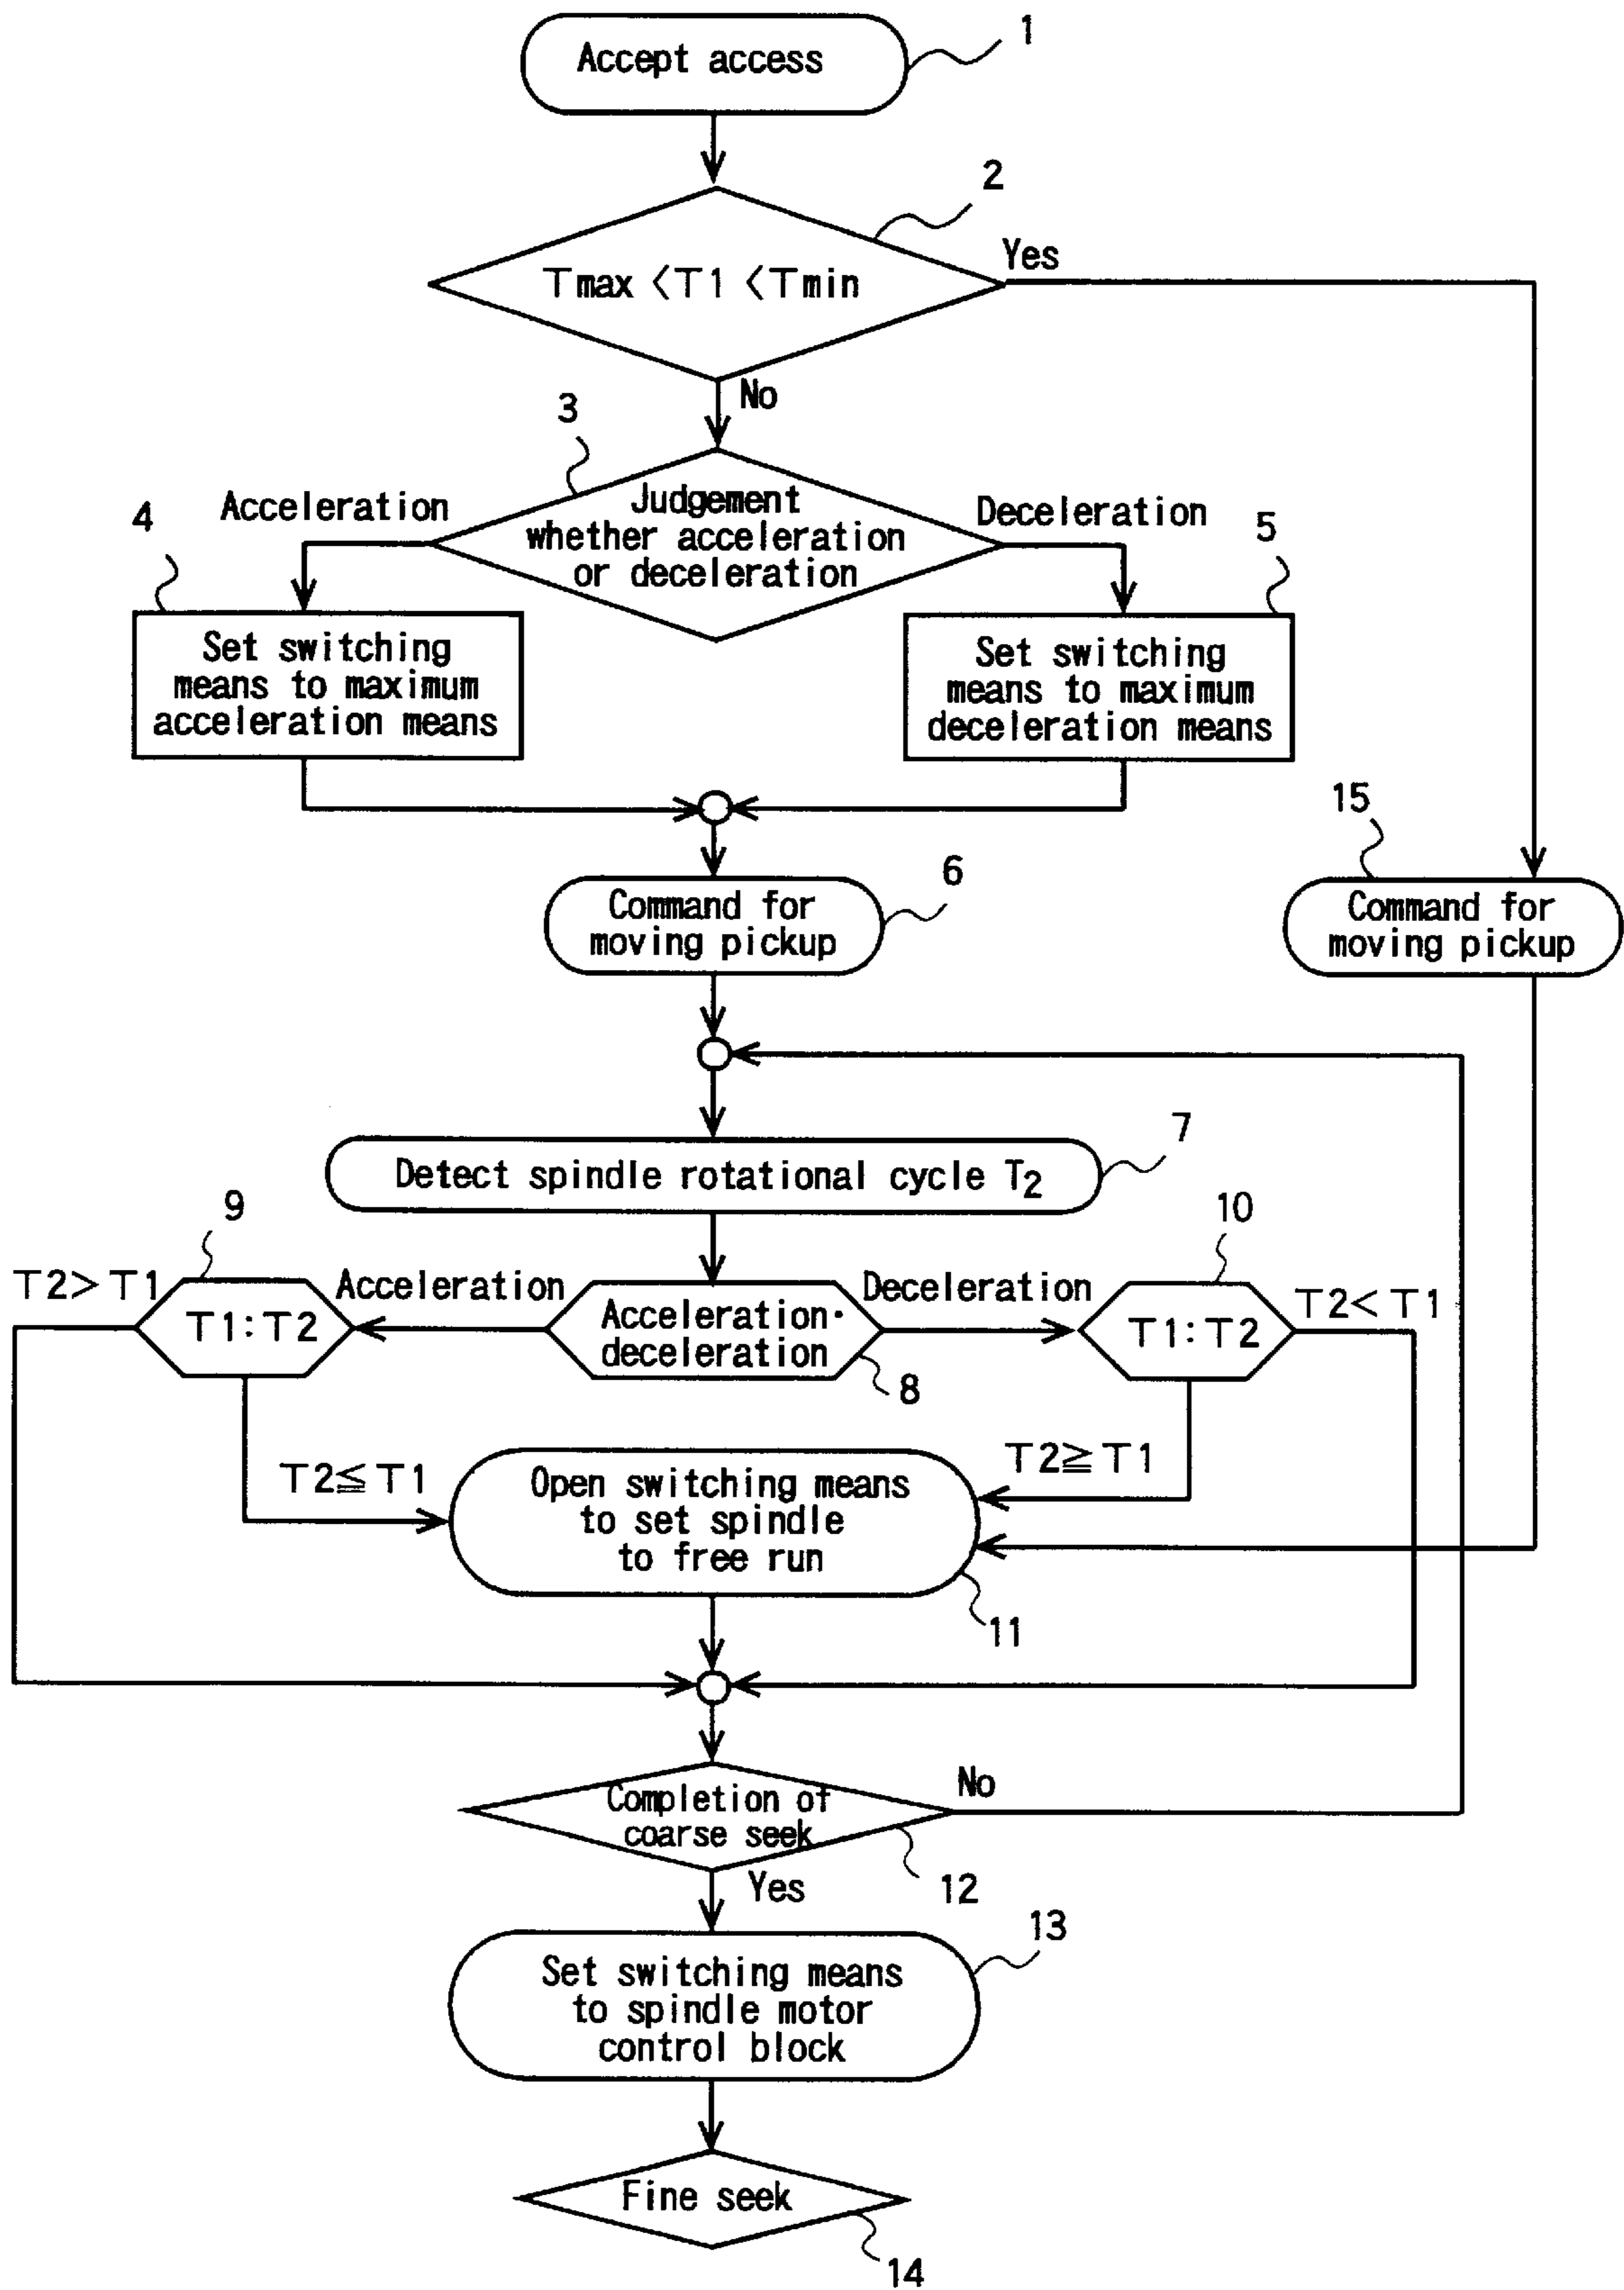 1
Accept access
2
Yes
Tmax <T1 <Tmin
No
3
Acceleration
Judgement
whether acceleration
or deceleration
Deceleration
4
5
Set switching
means to maximum
acceleration means
Set switching
means to maximum
deceleration means
15
6
Command for
moving pickup
Command for
moving pickup
7
Detect spindle rotational cycle T2
9
10
T2> T1
T1:T2
Acceleration
Acceleration·
deceleration
8
Deceleration
T1:T2
T2< T1
T2≦ T1
T2≧ T1
Open switching means
to set spindle
to free run
11
Completion of
coarse seek
No
12
Yes
13
Set switching means
to spindle motor
control block
Fine seek
14